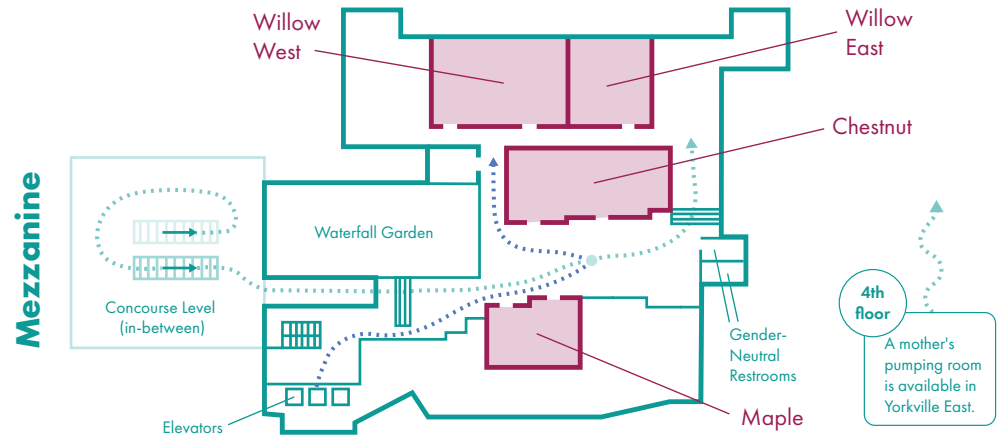 Mezzanine
Willow
West
Willow
East
Chestnut
Waterfall Garden
Concourse Level
(in-between)
Elevators
Gender-
Neutral
Restrooms
Maple
4th
floor
A mother's
pumping room
is available in
Yorkville East.